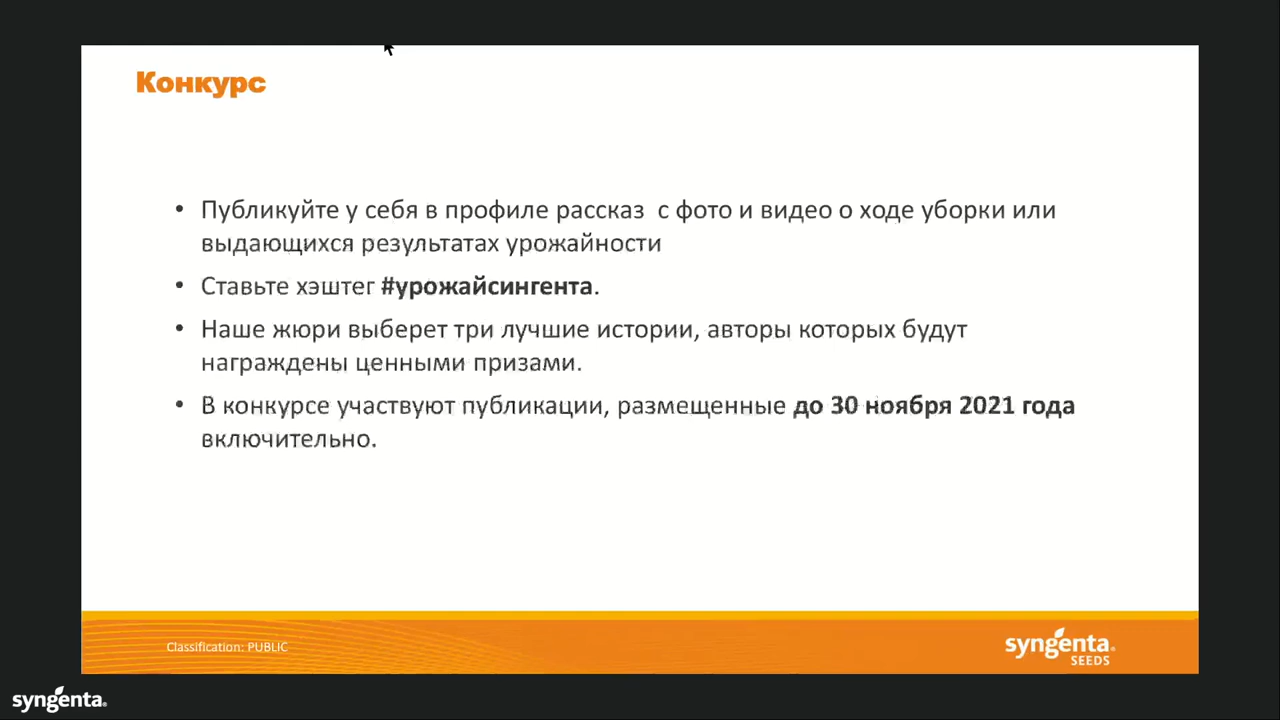 Конкурс
• Публикуйте у себя в профиле рассказ  с фото и видео о ходе уборки или
выдающихся результатах урожайности
• Ставьте хэштег #урожайсингента.
• Наше жюри выберет три лучшие истории, авторы которых будут
награждены ценными призами.
• В конкурсе участвуют публикации, размещенные до 30 ноября 2021 года
включительно.
Classification: PUBLIC
syngenta®
SEEDS
syngenta®